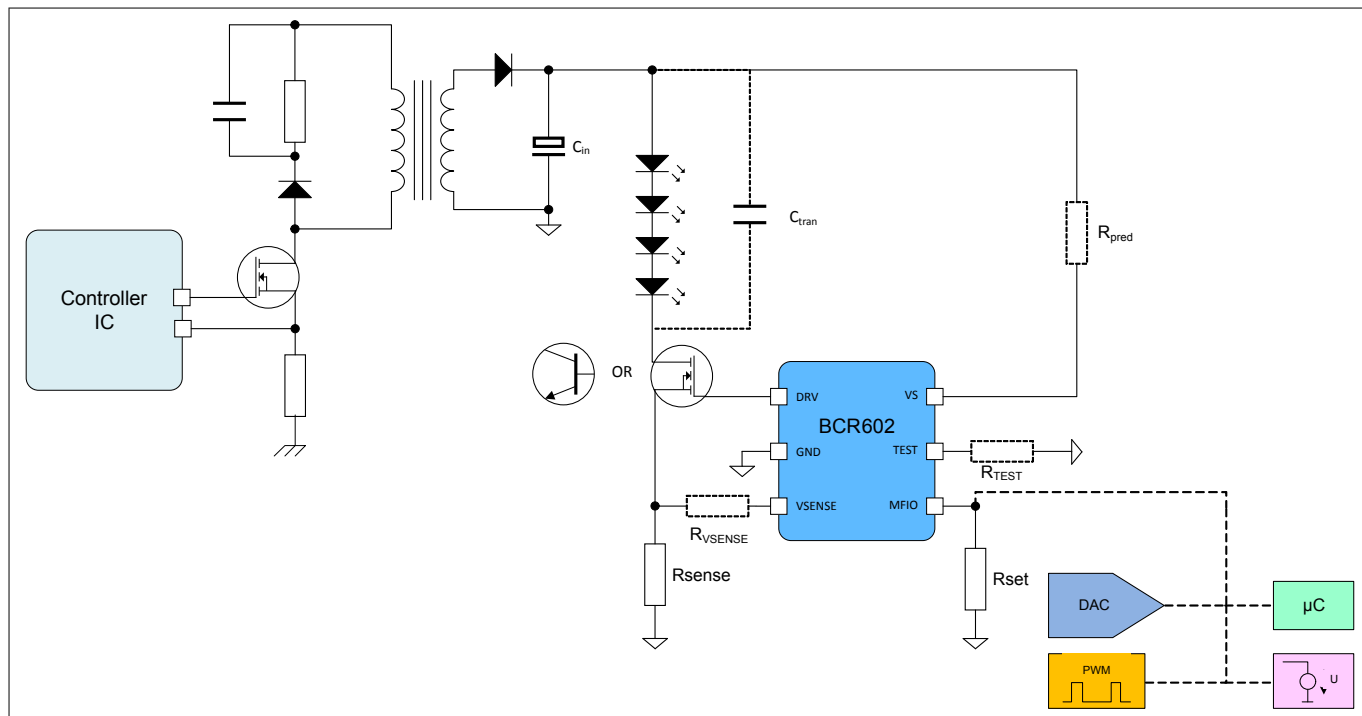 Controller
IC
Cin
Ctran
Rpred
OR
BCR602
DRV
VS
GND
TEST
VSENSE
MFIO
RTEST
RVSENSE
Rsense
Rset
DAC
µC
PWM
U